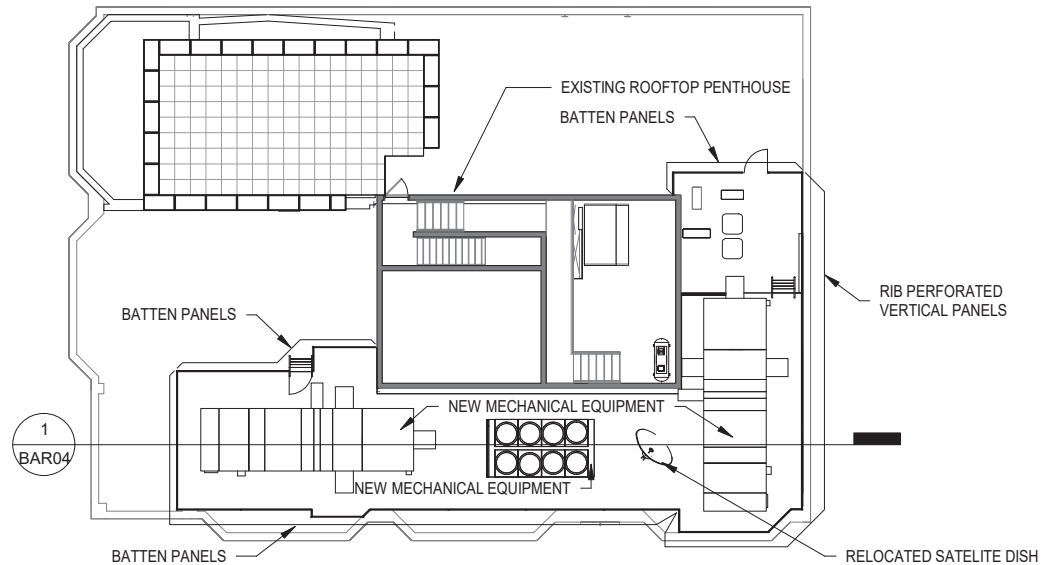 EXISTING ROOFTOP PENTHOUSE
BATTEN PANELS
RIB PERFORATED
VERTICAL PANELS
BATTEN PANELS
NEW MECHANICAL EQUIPMENT
1
BAR04
NEW MECHANICAL EQUIPMENT
BATTEN PANELS
RELOCATED SATELITE DISH